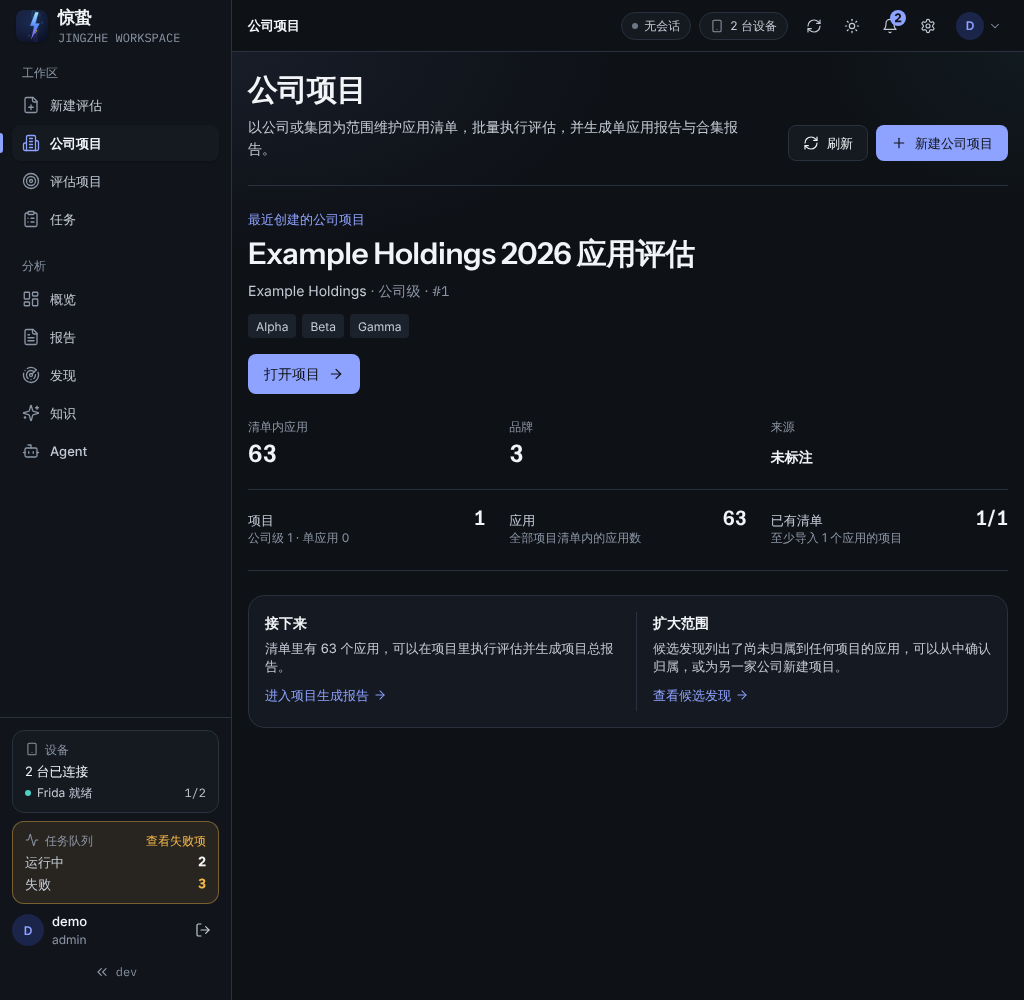 惊蛰
JINGZHE WORKSPACE
工作区
新建评估
公司项目
评估项目
任务
分析
概览
报告
发现
知识
Agent
设备
2 台已连接
Frida 就绪 1/2
任务队列 查看失败项
运行中 2
失败 3
D
demo
admin
dev
公司项目
无会话
2 台设备
2
D
公司项目
以公司或集团为范围维护应用清单，批量执行评估，并生成单应用报告与合集报
告。
刷新
新建公司项目
最近创建的公司项目
Example Holdings 2026 应用评估
Example Holdings · 公司级 · #1
Alpha Beta Gamma
打开项目
清单内应用
63
品牌
3
来源
未标注
项目 1
公司级 1 · 单应用 0
应用 63
全部项目清单内的应用数
已有清单 1/1
至少导入 1 个应用的项目
接下来
清单里有 63 个应用，可以在项目里执行评估并生成项目总报
告。
进入项目生成报告
扩大范围
候选发现列出了尚未归属到任何项目的应用，可以从中确认
归属，或为另一家公司新建项目。
查看候选发现